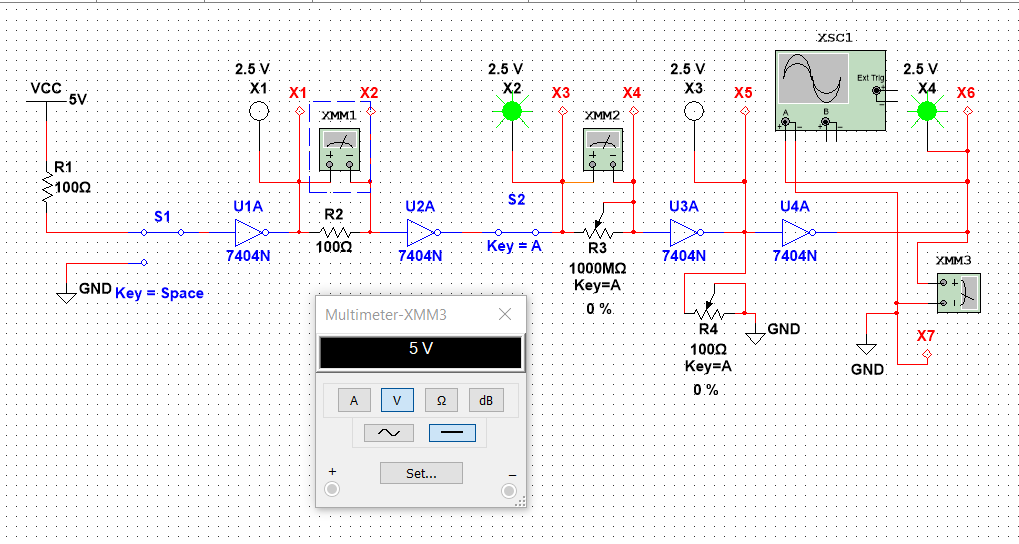 XSC1
Ext Trig
+
-
A
B
+
-
+
-
2.5 V
X1
X1
X2
2.5 V
X2
X3
X4
2.5 V
X3
X5
2.5 V
X4
X6
VCC
5V
XMM1
+
-
XMM2
+
-
R1
100Ω
S1
U1A
7404N
R2
100Ω
U2A
7404N
S2
Key = A
R3
1000MΩ
Key=A
0 %
U3A
7404N
U4A
7404N
XMM3
+
GND
Key = Space
R4
100Ω
Key=A
0 %
GND
GND
X7
Multimeter-XMM3
5 V
A
V
Ω
dB
Set...
+
-